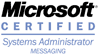 Microsoft
CERTIFIED
Systems Administrator
MESSAGING